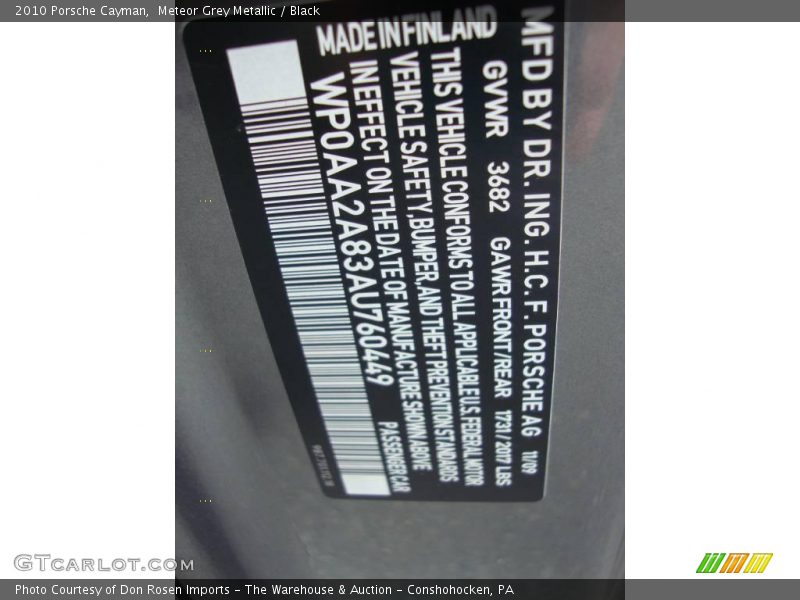 2010 Porsche Cayman,  Meteor Grey Metallic / Black
MFD BY DR. ING. H.C. F. PORSCHE AG 11/09
GVWR 3682 GAWR FRONT/REAR 1731 / 2017 LBS
THIS VEHICLE CONFORMS TO ALL APPLICABLE U.S. FEDERAL MOTOR
VEHICLE SAFETY, BUMPER, AND THEFT PREVENTION STANDARDS
IN EFFECT ON THE DATE OF MANUFACTURE SHOWN ABOVE
WP0AA2A83AU760449 PASSENGER CAR
MADE IN FINLAND
GTCARLOT.COM
Photo Courtesy of Don Rosen Imports - The Warehouse & Auction - Conshohocken, PA